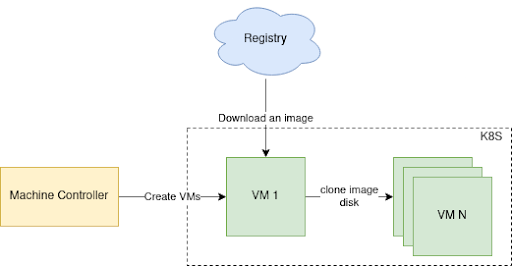 Registry
Download an image
K8S
Machine Controller
Create VMs
VM 1
clone image
disk
VM N